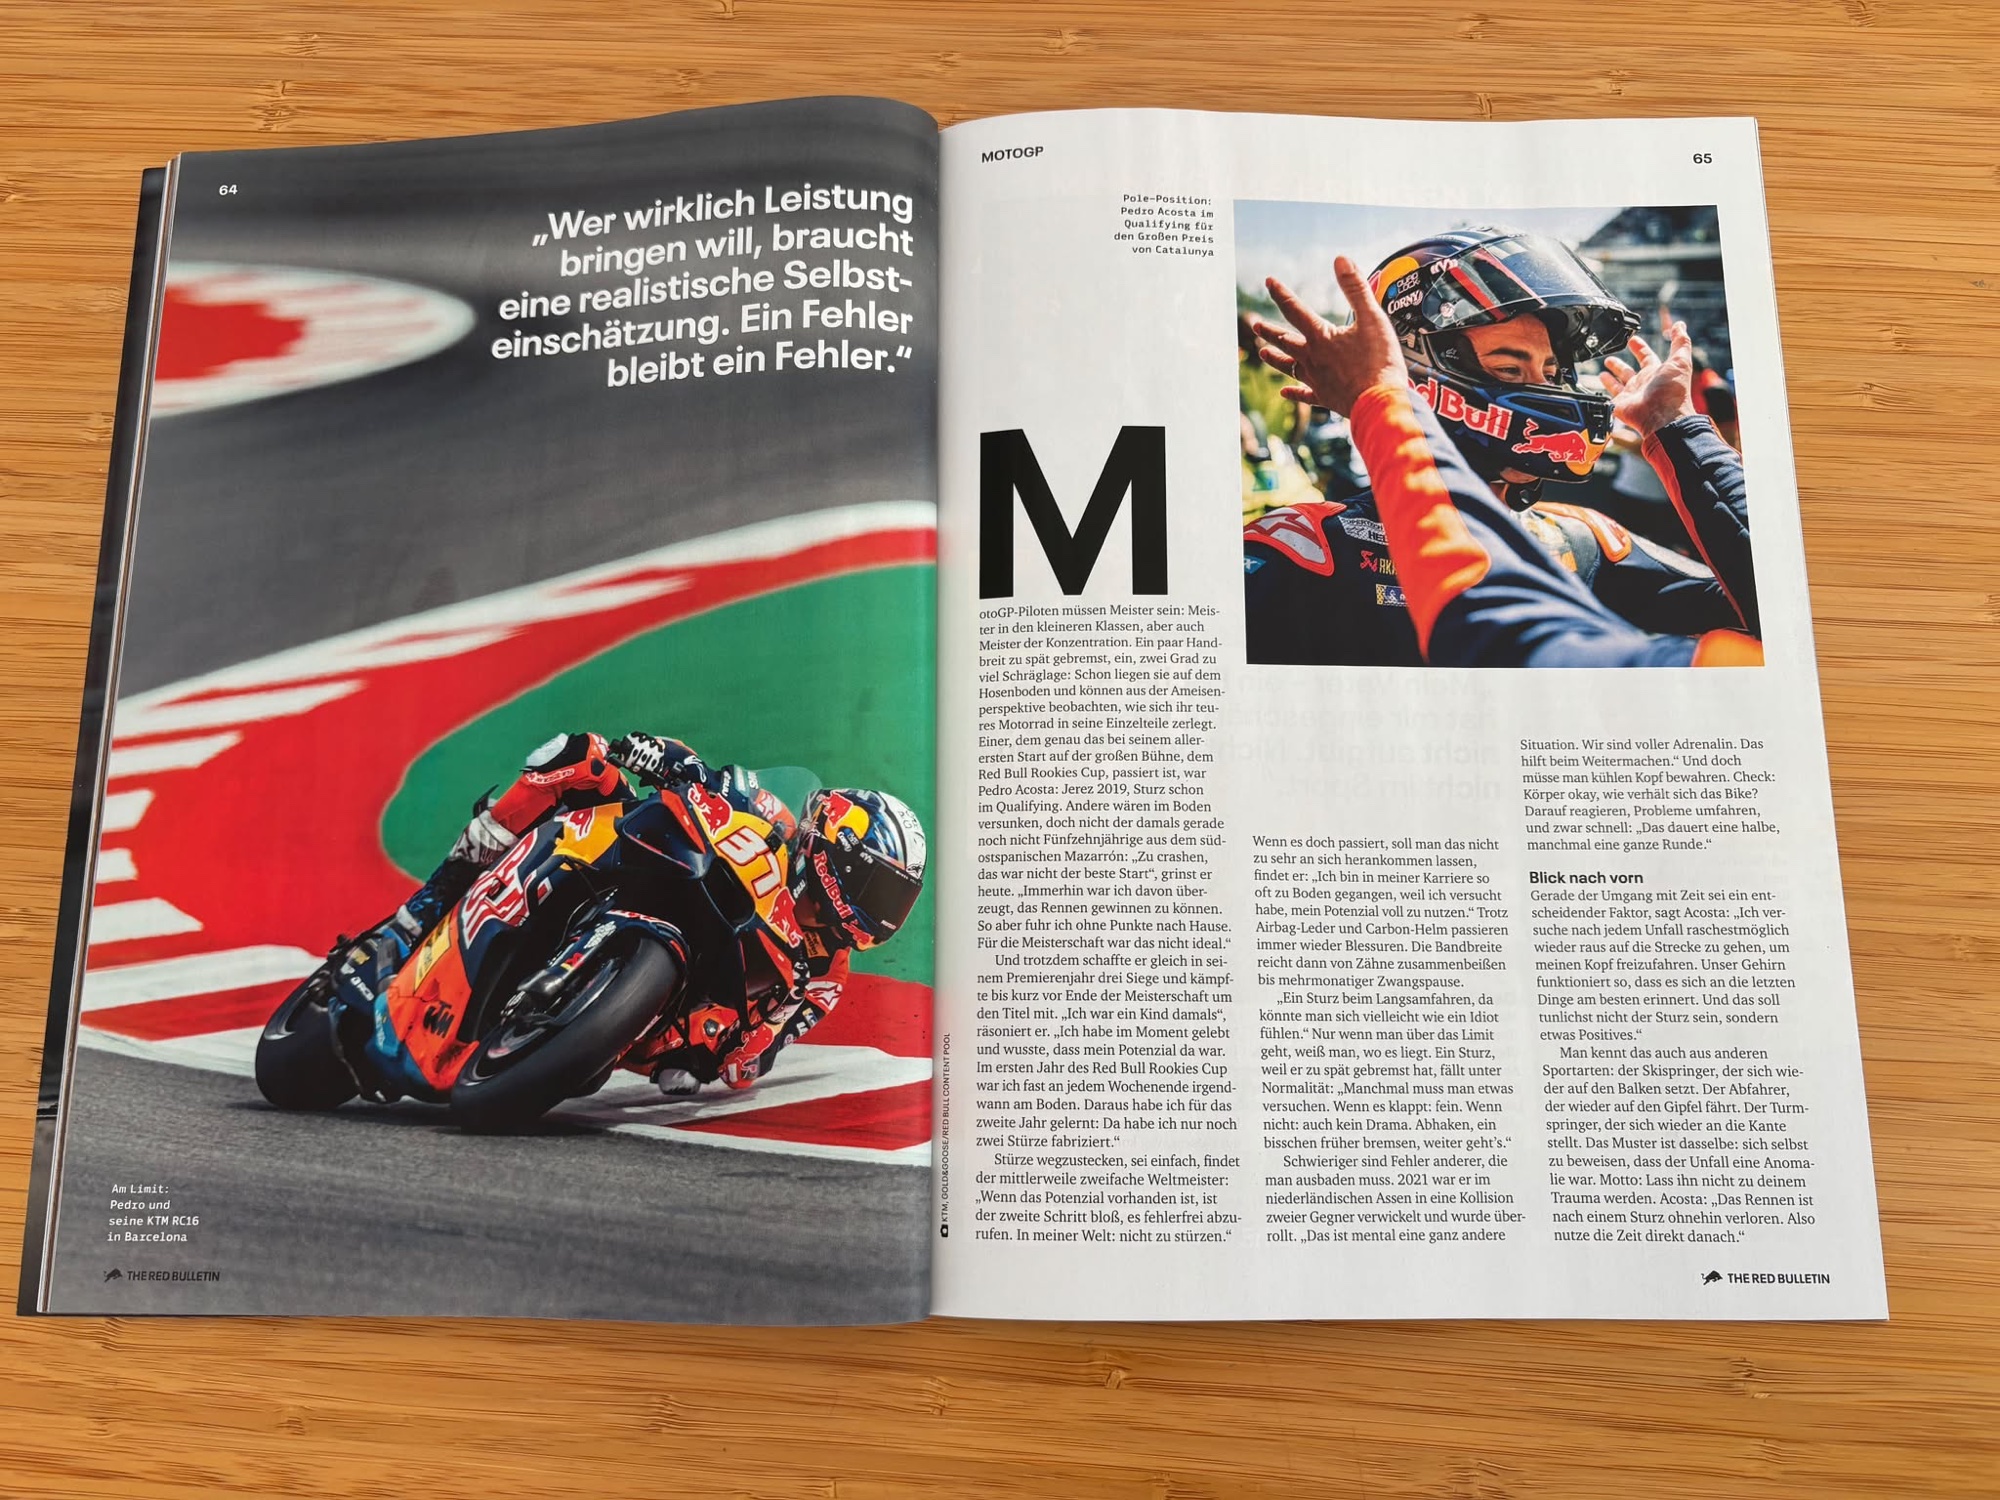 64
„Wer wirklich Leistung
bringen will, braucht
eine realistische Selbst-
einschätzung. Ein Fehler
bleibt ein Fehler.“
37
Red Bull
KTM
Am Limit:
Pedro und
seine KTM RC16
in Barcelona
THE RED BULLETIN
MOTOGP
65
Pole-Position:
Pedro Acosta im
Qualifying für
den Großen Preis
von Catalunya
CORNY
d Bull
M
otoGP-Piloten müssen Meister sein: Meis-
ter in den kleineren Klassen, aber auch
Meister der Konzentration. Ein paar Hand-
breit zu spät gebremst, ein, zwei Grad zu
viel Schräglage: Schon liegen sie auf dem
Hosenboden und können aus der Ameisen-
perspektive beobachten, wie sich ihr teu-
res Motorrad in seine Einzelteile zerlegt.
Einer, dem genau das bei seinem aller-
ersten Start auf der großen Bühne, dem
Red Bull Rookies Cup, passiert ist, war
Pedro Acosta: Jerez 2019, Sturz schon
im Qualifying. Andere wären im Boden
versunken, doch nicht der damals gerade
noch nicht Fünfzehnjährige aus dem süd-
ostspanischen Mazarrón: „Zu crashen,
das war nicht der beste Start“, grinst er
heute. „Immerhin war ich davon über-
zeugt, das Rennen gewinnen zu können.
So aber fuhr ich ohne Punkte nach Hause.
Für die Meisterschaft war das nicht ideal.“
Und trotzdem schaffte er gleich in sei-
nem Premierenjahr drei Siege und kämpf-
te bis kurz vor Ende der Meisterschaft um
den Titel mit. „Ich war ein Kind damals“,
räsoniert er. „Ich habe im Moment gelebt
und wusste, dass mein Potenzial da war.
Im ersten Jahr des Red Bull Rookies Cup
war ich fast an jedem Wochenende irgend-
wann am Boden. Daraus habe ich für das
zweite Jahr gelernt: Da habe ich nur noch
zwei Stürze fabriziert.“
Stürze wegzustecken, sei einfach, findet
der mittlerweile zweifache Weltmeister:
„Wenn das Potenzial vorhanden ist, ist
der zweite Schritt bloß, es fehlerfrei abzu-
rufen. In meiner Welt: nicht zu stürzen.“
Wenn es doch passiert, soll man das nicht
zu sehr an sich herankommen lassen,
findet er: „Ich bin in meiner Karriere so
oft zu Boden gegangen, weil ich versucht
habe, mein Potenzial voll zu nutzen.“ Trotz
Airbag-Leder und Carbon-Helm passieren
immer wieder Blessuren. Die Bandbreite
reicht dann von Zähne zusammenbeißen
bis mehrmonatiger Zwangspause.
„Ein Sturz beim Langsamfahren, da
könnte man sich vielleicht wie ein Idiot
fühlen.“ Nur wenn man über das Limit
geht, weiß man, wo es liegt. Ein Sturz,
weil er zu spät gebremst hat, fällt unter
Normalität: „Manchmal muss man etwas
versuchen. Wenn es klappt: fein. Wenn
nicht: auch kein Drama. Abhaken, ein
bisschen früher bremsen, weiter geht’s.“
Schwieriger sind Fehler anderer, die
man ausbaden muss. 2021 war er im
niederländischen Assen in eine Kollision
zweier Gegner verwickelt und wurde über-
rollt. „Das ist mental eine ganz andere
Situation. Wir sind voller Adrenalin. Das
hilft beim Weitermachen.“ Und doch
müsse man kühlen Kopf bewahren. Check:
Körper okay, wie verhält sich das Bike?
Darauf reagieren, Probleme umfahren,
und zwar schnell: „Das dauert eine halbe,
manchmal eine ganze Runde.“
Blick nach vorn
Gerade der Umgang mit Zeit sei ein ent-
scheidender Faktor, sagt Acosta: „Ich ver-
suche nach jedem Unfall raschestmöglich
wieder raus auf die Strecke zu gehen, um
meinen Kopf freizufahren. Unser Gehirn
funktioniert so, dass es sich an die letzten
Dinge am besten erinnert. Und das soll
tunlichst nicht der Sturz sein, sondern
etwas Positives.“
Man kennt das auch aus anderen
Sportarten: der Skispringer, der sich wie-
der auf den Balken setzt. Der Abfahrer,
der wieder auf den Gipfel fährt. Der Turm-
springer, der sich wieder an die Kante
stellt. Das Muster ist dasselbe: sich selbst
zu beweisen, dass der Unfall eine Anoma-
lie war. Motto: Lass ihn nicht zu deinem
Trauma werden. Acosta: „Das Rennen ist
nach einem Sturz ohnehin verloren. Also
nutze die Zeit direkt danach.“
KTM, GOLD&GOOSE/RED BULL CONTENT POOL
THE RED BULLETIN